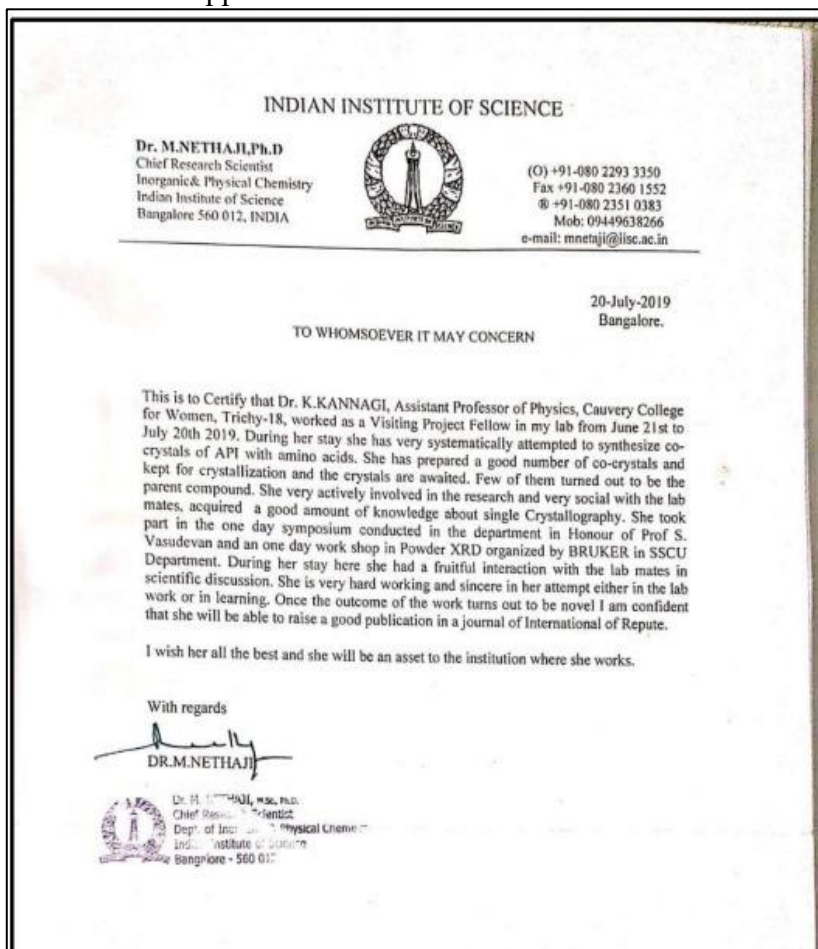 INDIAN INSTITUTE OF SCIENCE
Dr. M.NETHAJI,Ph.D
Chief Research Scientist
Inorganic& Physical Chemistry
Indian Institute of Science
Bangalore 560 012, INDIA
(O) +91-080 2293 3350
Fax +91-080 2360 1552
® +91-080 2351 0383
Mob: 09449638266
e-mail: mnetaji@iisc.ac.in
20-July-2019
Bangalore.
TO WHOMSOEVER IT MAY CONCERN
This is to Certify that Dr. K.KANNAGI, Assistant Professor of Physics, Cauvery College
for Women, Trichy-18, worked as a Visiting Project Fellow in my lab from June 21st to
July 20th 2019. During her stay she has very systematically attempted to synthesize co-
crystals of API with amino acids. She has prepared a good number of co-crystals and
kept for crystallization and the crystals are awaited. Few of them turned out to be the
parent compound. She very actively involved in the research and very social with the lab
mates, acquired a good amount of knowledge about single Crystallography. She took
part in the one day symposium conducted in the department in Honour of Prof S.
Vasudevan and an one day work shop in Powder XRD organized by BRUKER in SSCU
Department. During her stay here she had a fruitful interaction with the lab mates in
scientific discussion. She is very hard working and sincere in her attempt either in the lab
work or in learning. Once the outcome of the work turns out to be novel I am confident
that she will be able to raise a good publication in a journal of International of Repute.
I wish her all the best and she will be an asset to the institution where she works.
With regards
DR.M.NETHAJI
Dr. M. M.Sc., Ph.D.
Chief Scientist
Dept. of Physical
Institute of
Bangalore - 560